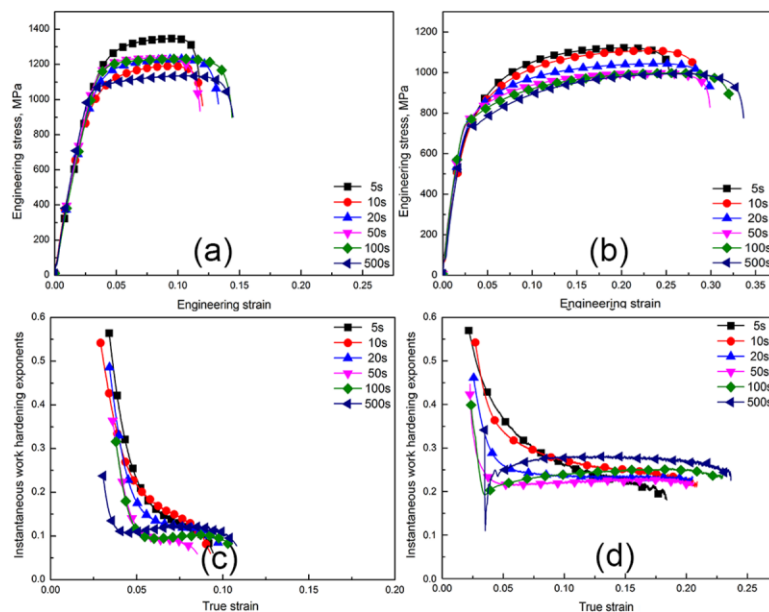 1400
1200
1000
800
600
400
200
0
Engineering stress, MPa
0.00 0.05 0.10 0.15 0.20 0.25
Engineering strain
5s
10s
20s
50s
100s
500s
(a)
1200
1000
800
600
400
200
0
Engineering stress, MPa
0.00 0.05 0.10 0.15 0.20 0.25 0.30 0.35
Engineering strain
5s
10s
20s
50s
100s
500s
(b)
0.6
0.5
0.4
0.3
0.2
0.1
0.0
Instantaneous work hardening exponents
0.00 0.05 0.10 0.15 0.20
True strain
5s
10s
20s
50s
100s
500s
(c)
0.6
0.5
0.4
0.3
0.2
0.1
0.0
Instantaneous work hardening exponents
0.00 0.05 0.10 0.15 0.20 0.25
True strain
5s
10s
20s
50s
100s
500s
(d)